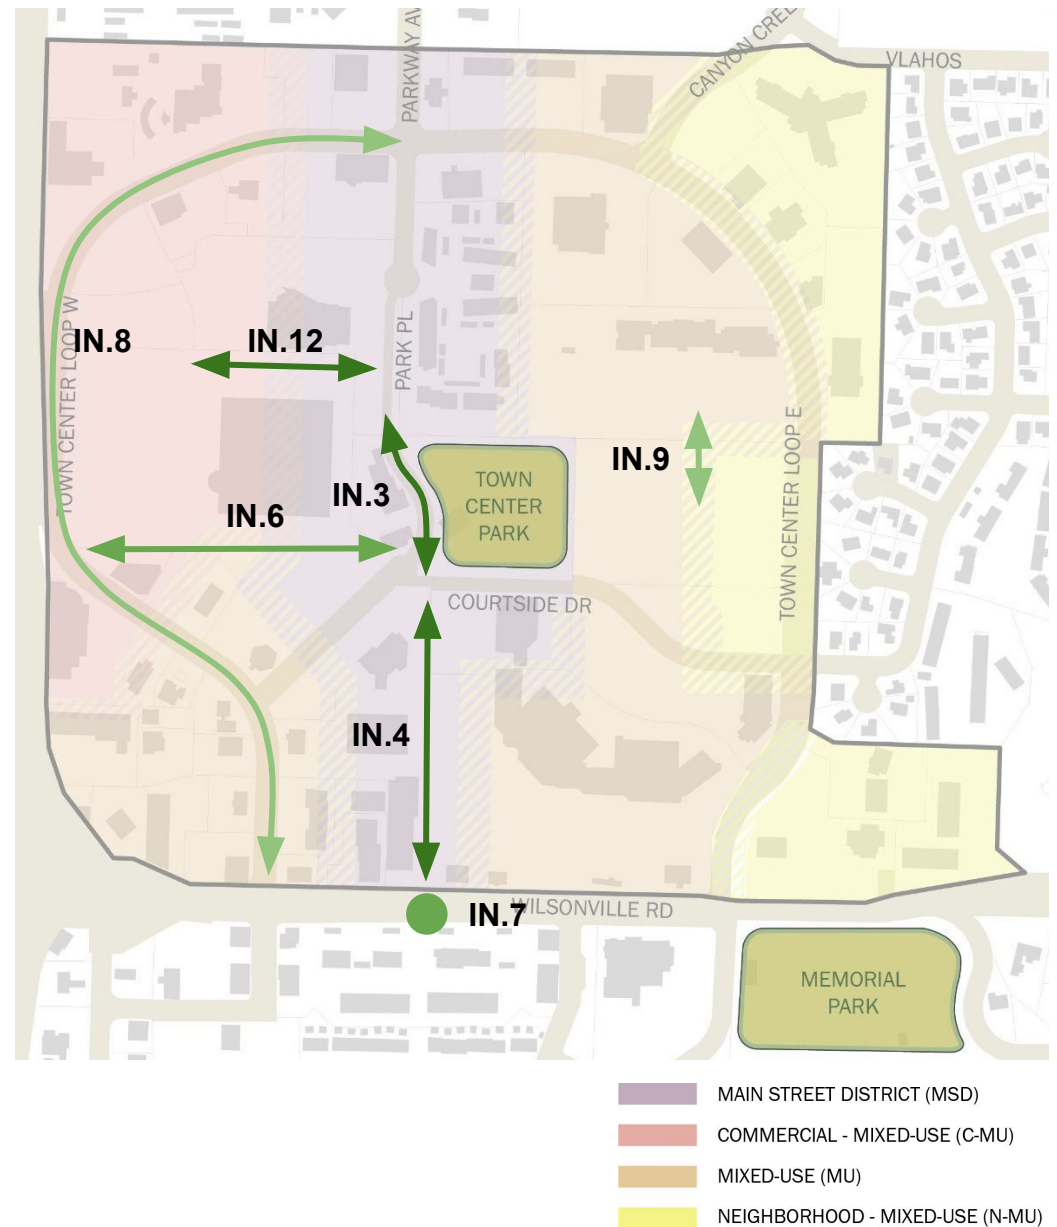 PARKWAY AV
CANYON CREE
VLAHOS
TOWN CENTER LOOP W
IN.8
IN.12
PARK PL
TOWN CENTER LOOP E
IN.9
TOWN
CENTER
PARK
IN.3
IN.6
COURTSIDE DR
IN.4
IN.7
WILSONVILLE RD
MEMORIAL
PARK
MAIN STREET DISTRICT (MSD)
COMMERCIAL - MIXED-USE (C-MU)
MIXED-USE (MU)
NEIGHBORHOOD - MIXED-USE (N-MU)